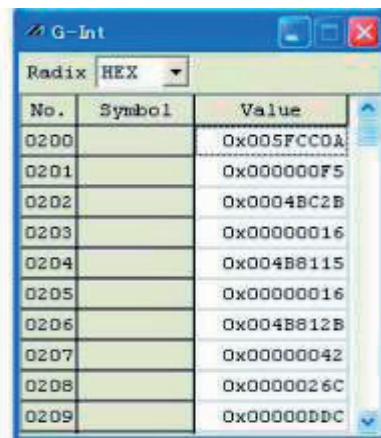 G-Int
Radix HEX
No. Symbol Value
0200 0x005FCC0A
0201 0x000000F5
0202 0x0004BC2B
0203 0x00000016
0204 0x004B8115
0205 0x00000016
0206 0x004B812B
0207 0x00000042
0208 0x0000026C
0209 0x00000DDC